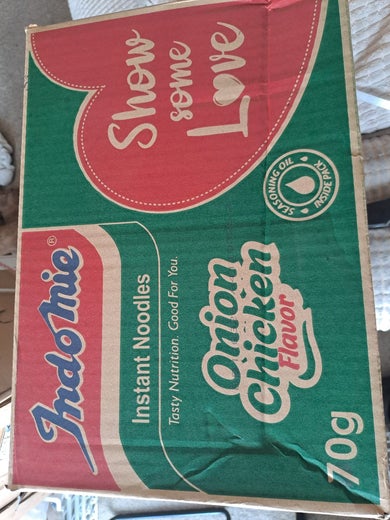 Show
some
Love
SEASONING OIL
INSIDE PACK
Indomie®
Instant Noodles
Tasty Nutrition. Good For You.
Onion
Chicken
Flavor
70g